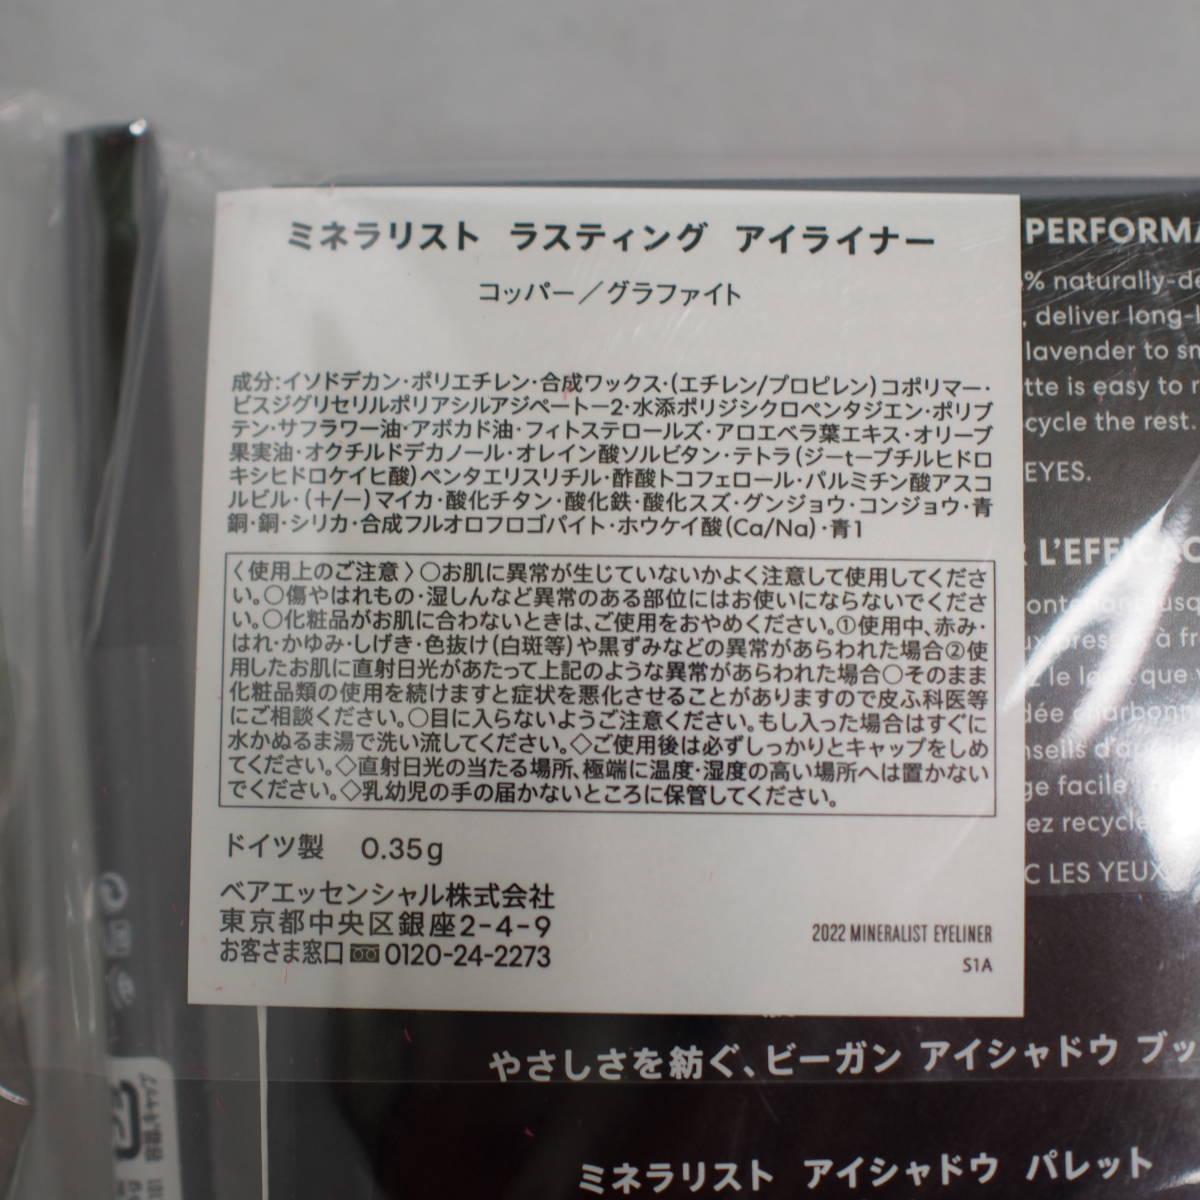 ミネラリスト ラスティング アイライナー
コッパー／グラファイト
成分:イソドデカン・ポリエチレン・合成ワックス・(エチレン/プロピレン)コポリマー・
ビスジグリセリルポリアシルアジペート−2・水添ポリジシクロペンタジエン・ポリブ
テン・サフラワー油・アボカド油・フィトステロールズ・アロエベラ葉エキス・オリーブ
果実油・オクチルドデカノール・オレイン酸ソルビタン・テトラ(ジ−t−ブチルヒドロ
キシヒドロケイヒ酸)ペンタエリスリチル・酢酸トコフェロール・パルミチン酸アスコ
ルビル・(+/−)マイカ・酸化チタン・酸化鉄・酸化スズ・グンジョウ・コンジョウ・青
銅・銅・シリカ・合成フルオロフロゴパイト・ホウケイ酸(Ca/Na)・青1
〈使用上のご注意〉○お肌に異常が生じていないかよく注意して使用してくださ
い。○傷やはれもの・湿しんなど異常のある部位にはお使いにならないでくださ
い。○化粧品がお肌に合わないときは、ご使用をおやめください。①使用中、赤み・
はれ・かゆみ・しげき・色抜け(白斑等)や黒ずみなどの異常があらわれた場合②使
用したお肌に直射日光があたって上記のような異常があらわれた場合○そのまま
化粧品類の使用を続けますと症状を悪化させることがありますので皮ふ科医等
にご相談ください。○目に入らないようご注意ください。もし入った場合はすぐに
水かぬるま湯で洗い流してください。◇ご使用後は必ずしっかりとキャップをしめ
てください。◇直射日光の当たる場所、極端に温度・湿度の高い場所へは置かない
でください。◇乳幼児の手の届かないところに保管してください。
ドイツ製 0.35g
ベアエッセンシャル株式会社
東京都中央区銀座2-4-9
お客さま窓口 0120-24-2273
2022 MINERALIST EYELINER
S1A
PERFORMA
% naturally-de
, deliver long-l
lavender to sm
tte is easy to r
cycle the rest.
EYES.
L'EFFICAC
à fr
le look que v
dée charbonn
ge facile
ez recycle
C LES YEUX
やさしさを紡ぐ、ビーガン アイシャドウ ブッ
ミネラリスト アイシャドウ パレット
容器、キャップ